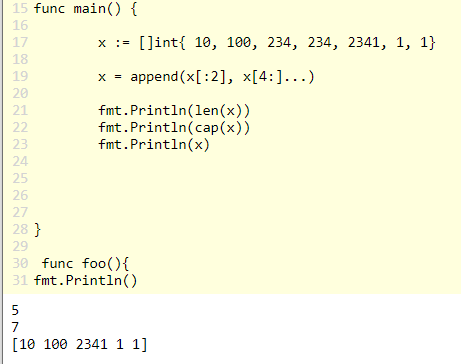 15 func main() {
16
17 x := []int{ 10, 100, 234, 234, 2341, 1, 1}
18
19 x = append(x[:2], x[4:]...)
20
21 fmt.Println(len(x))
22 fmt.Println(cap(x))
23 fmt.Println(x)
24
25
26
27
28 }
29
30 func foo(){
31 fmt.Println()
5
7
[10 100 2341 1 1]